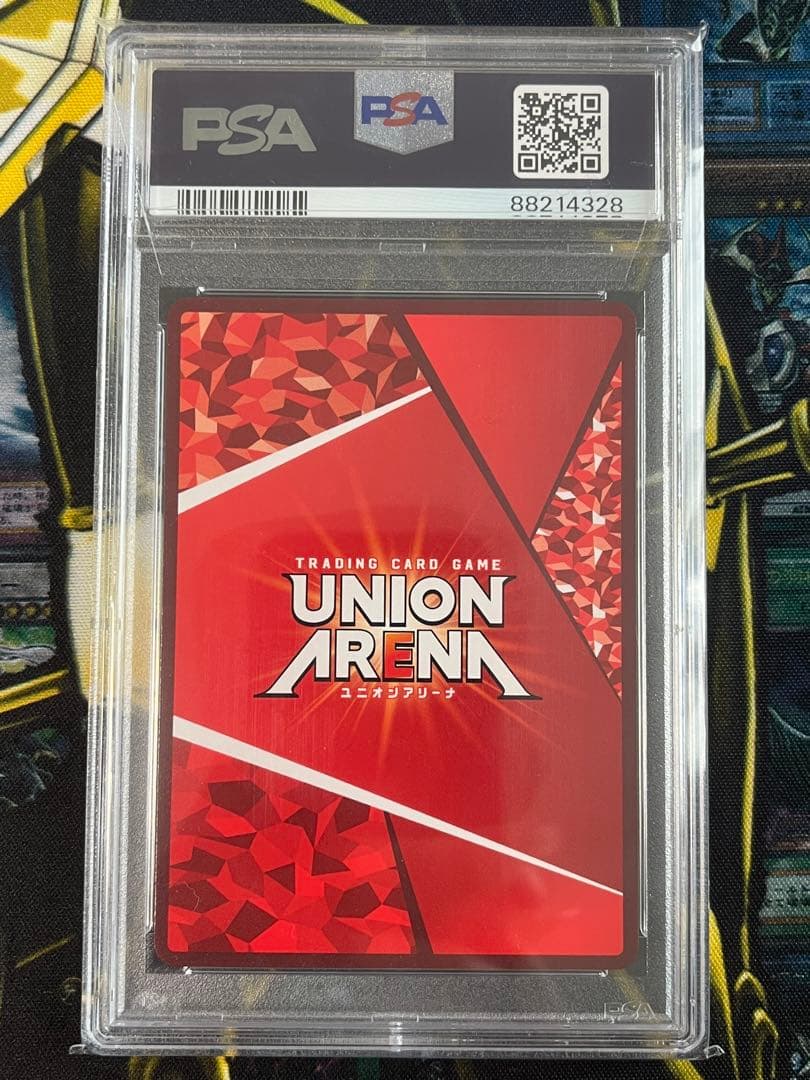 PSA
PSA
88214328
TRADING CARD GAME
UNION
ARENA
ユニオンアリーナ
PSA